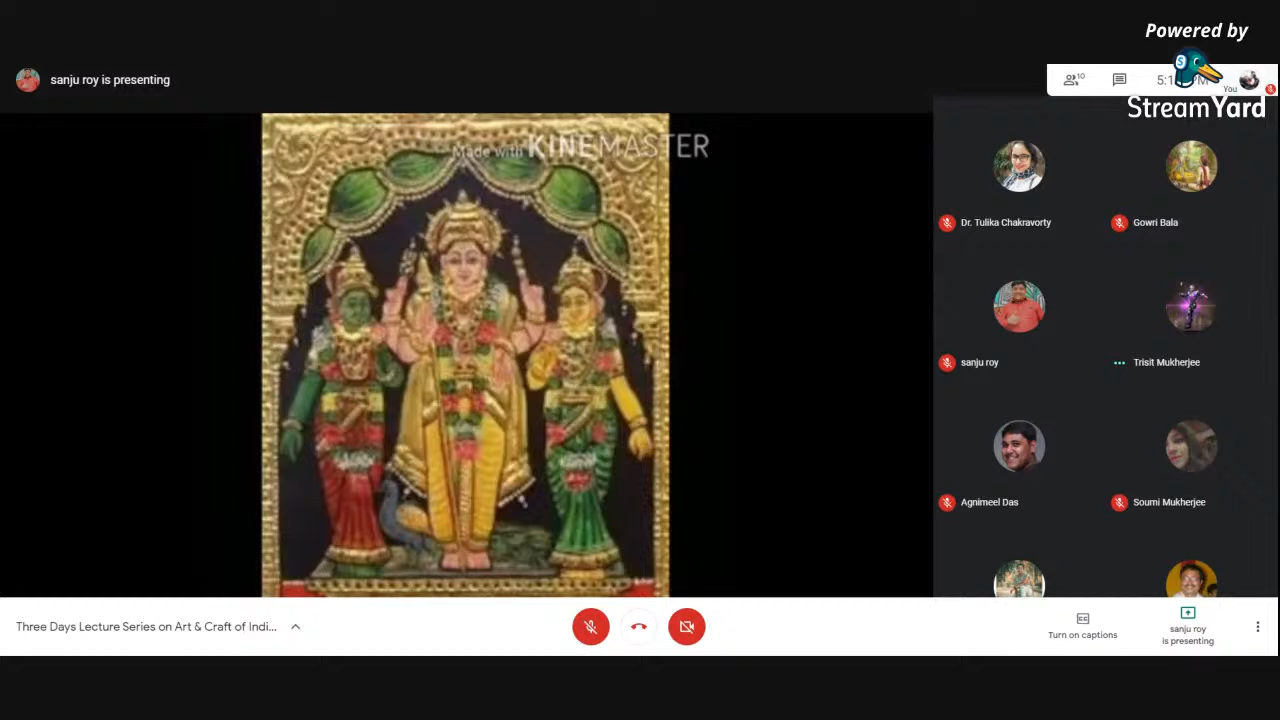 Powered by
StreamYard
sanju roy is presenting
10
You
Made with KINEMASTER
Dr. Tulika Chakravorty
Gowri Bala
sanju roy
Trisit Mukherjee
Agnimeel Das
Soumi Mukherjee
Three Days Lecture Series on Art & Craft of Indi...
Turn on captions
sanju roy
is presenting